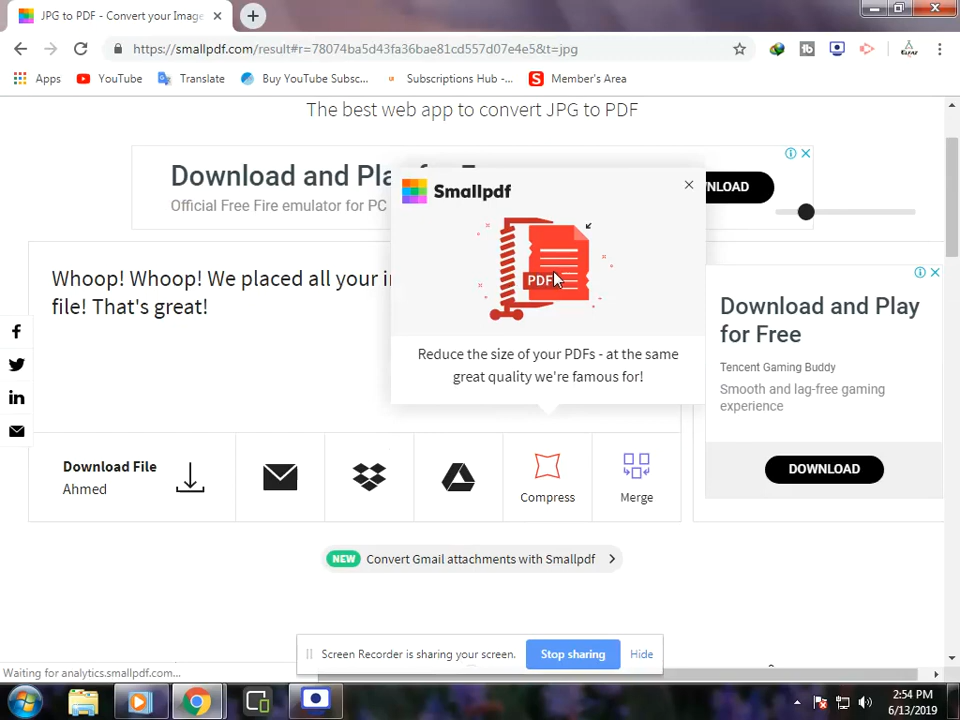 JPG to PDF - Convert your Image
https://smallpdf.com/result#r=78074ba5d43fa36bae81cd557d07e4e5&t=jpg
Apps
YouTube
Translate
Buy YouTube Subsc...
Subscriptions Hub -...
Member's Area
The best web app to convert JPG to PDF
Download and Pla
Official Free Fire emulator for PC
NLOAD
Smallpdf
PDF
Reduce the size of your PDFs - at the same
great quality we're famous for!
Whoop! Whoop! We placed all your i
file! That's great!
Download and Play
for Free
Tencent Gaming Buddy
Smooth and lag-free gaming
experience
DOWNLOAD
Download File
Ahmed
Compress
Merge
NEW Convert Gmail attachments with Smallpdf
Screen Recorder is sharing your screen.
Stop sharing
Hide
Waiting for analytics.smallpdf.com...
2:54 PM
6/13/2019